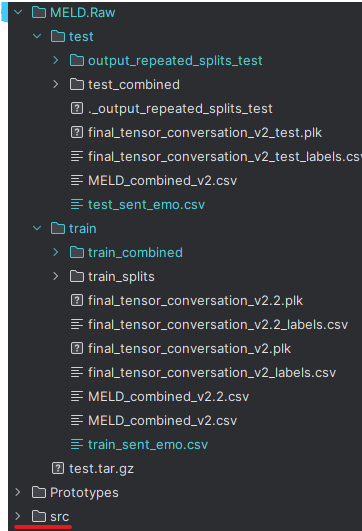 MELD.Raw
test
output_repeated_splits_test
test_combined
._output_repeated_splits_test
final_tensor_conversation_v2_test.plk
final_tensor_conversation_v2_test_labels.csv
MELD_combined_v2.csv
test_sent_emo.csv
train
train_combined
train_splits
final_tensor_conversation_v2.2.plk
final_tensor_conversation_v2.2_labels.csv
final_tensor_conversation_v2.plk
final_tensor_conversation_v2_labels.csv
MELD_combined_v2.2.csv
MELD_combined_v2.csv
train_sent_emo.csv
test.tar.gz
Prototypes
src